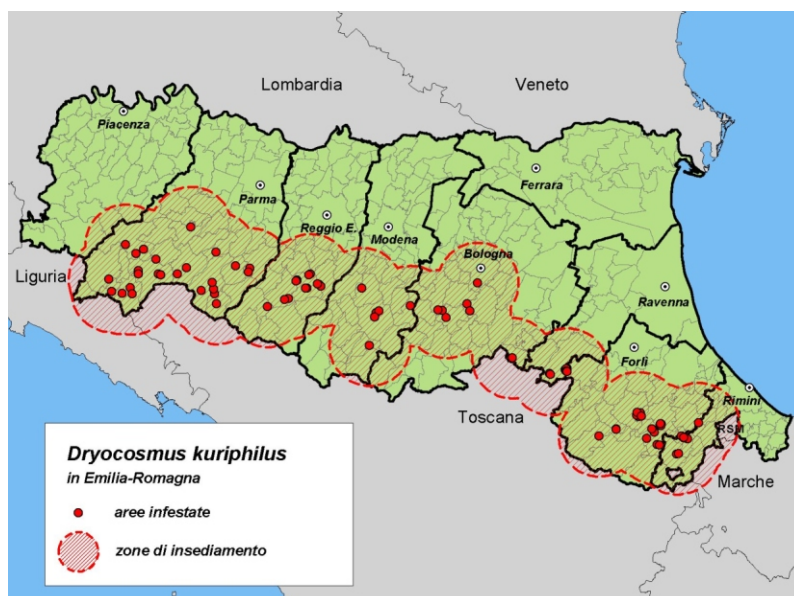 Lombardia
Veneto
Piacenza
Parma
Ferrara
Reggio E.
Modena
Bologna
Liguria
Ravenna
Forlì
Rimini
Toscana
RSM
Marche
Dryocosmus kuriphilus
in Emilia-Romagna
aree infestate
zone di insediamento